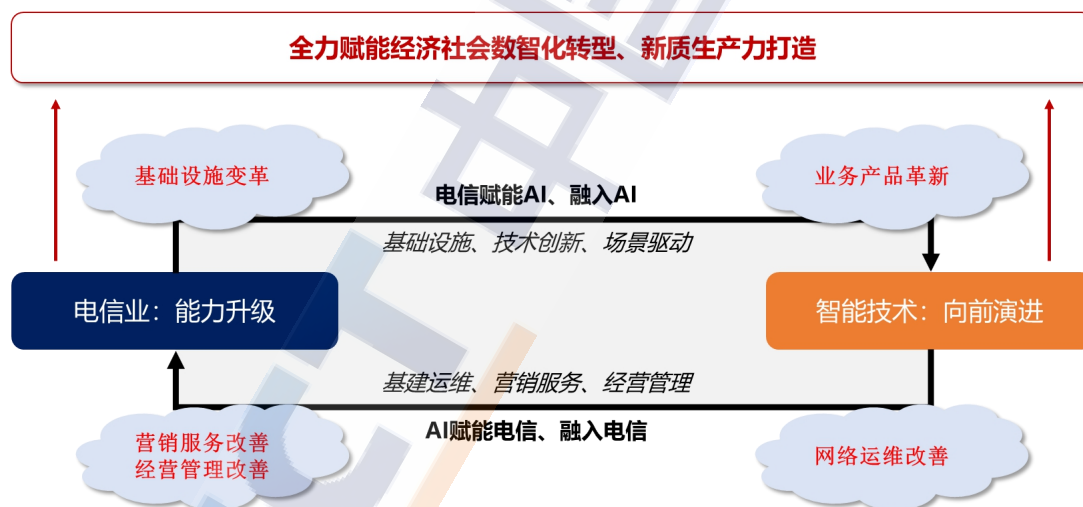 全力赋能经济社会数智化转型、新质生产力打造
基础设施变革
业务产品革新
电信赋能AI、融入AI
基础设施、技术创新、场景驱动
电信业：能力升级
智能技术：向前演进
基建运维、营销服务、经营管理
AI赋能电信、融入电信
营销服务改善
经营管理改善
网络运维改善